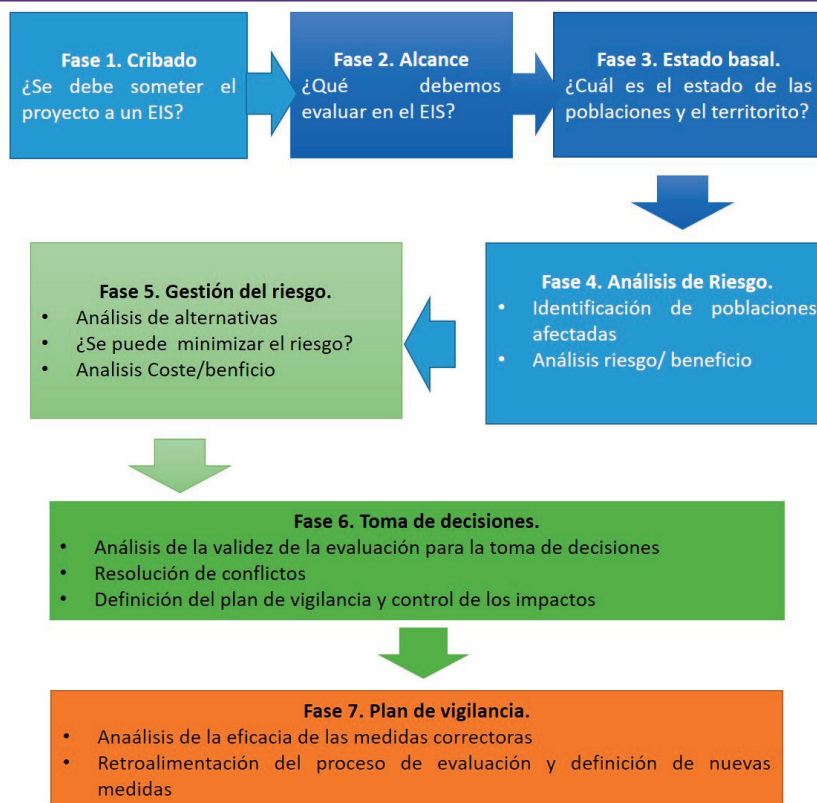 Fase 1. Cribado
¿Se debe someter el
proyecto a un EIS?
Fase 2. Alcance
¿Qué debemos
evaluar en el EIS?
Fase 3. Estado basal.
¿Cuál es el estado de las
poblaciones y el territorito?
Fase 4. Análisis de Riesgo.
• Identificación de poblaciones
afectadas
• Análisis riesgo/ beneficio
Fase 5. Gestión del riesgo.
• Análisis de alternativas
• ¿Se puede minimizar el riesgo?
• Analisis Coste/benficio
Fase 6. Toma de decisiones.
• Análisis de la validez de la evaluación para la toma de decisiones
• Resolución de conflictos
• Definición del plan de vigilancia y control de los impactos
Fase 7. Plan de vigilancia.
• Anaálisis de la eficacia de las medidas correctoras
• Retroalimentación del proceso de evaluación y definición de nuevas
medidas